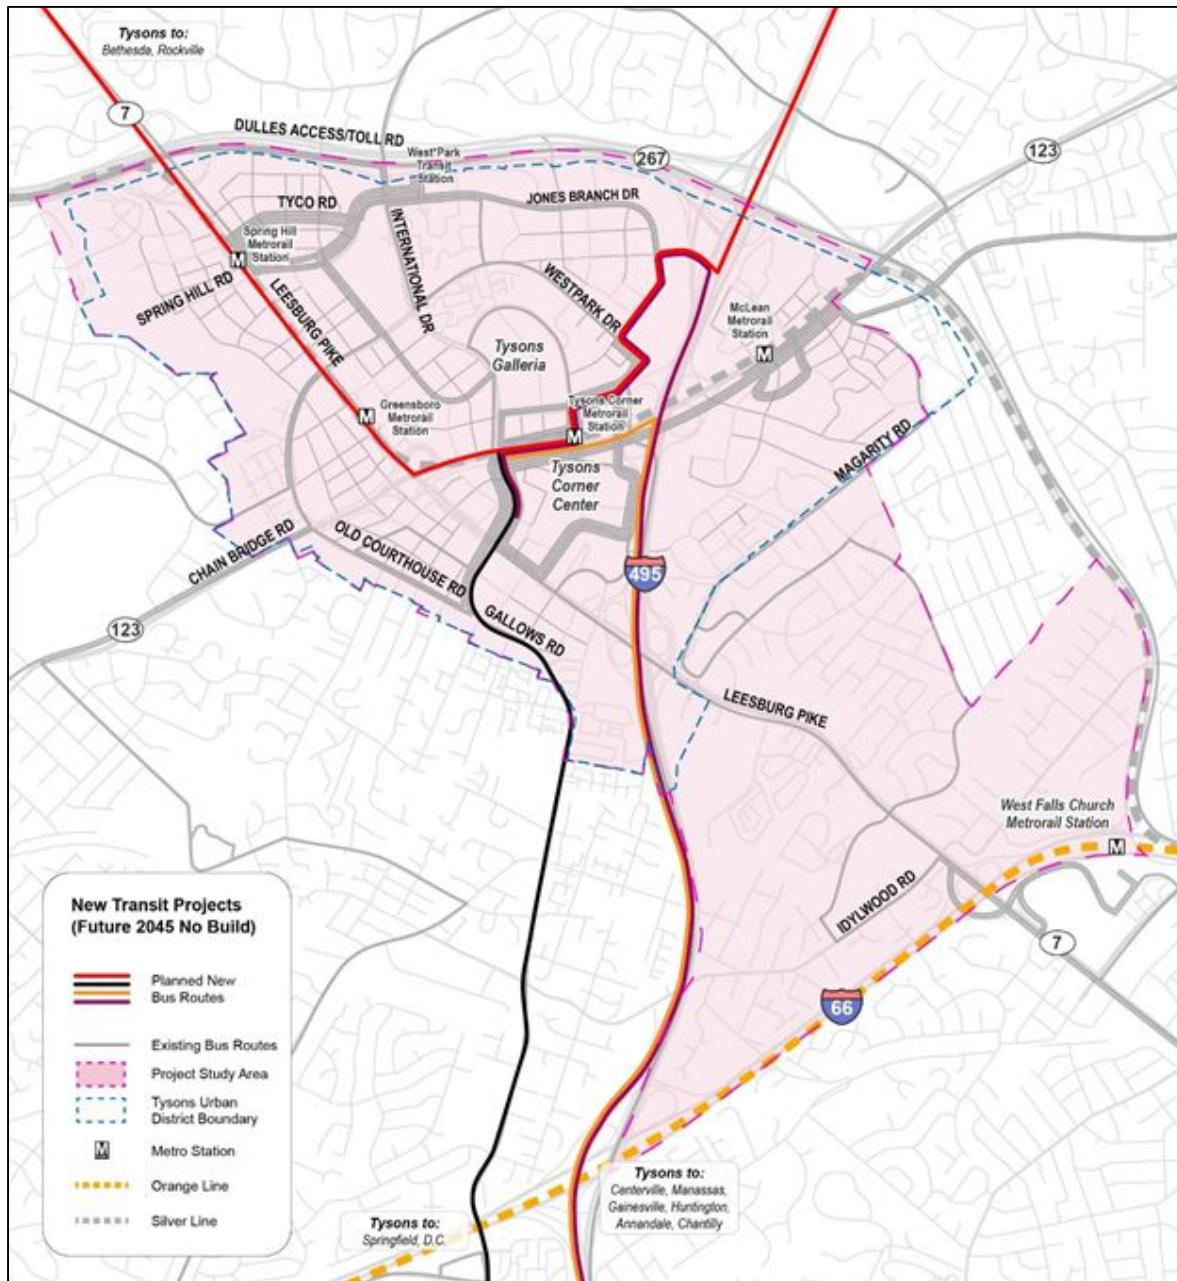 Tysons to:
Bethesda, Rockville
7
DULLES ACCESS/TOLL RD
West*Park
Transit
Station
267
123
TYCO RD
JONES BRANCH DR
Spring Hill
Metrorail
Station
M
INTERNATIONAL DR
SPRING HILL RD
LEESBURG PIKE
WESTPARK DR
McLean
Metrorail
Station
M
Tysons
Galleria
Greensboro
Metrorail
Station
M
Tysons Corner
Metrorail
Station
M
MAGARITY RD
Tysons
Corner
Center
CHAIN BRIDGE RD
OLD COURTHOUSE RD
495
123
GALLOWS RD
LEESBURG PIKE
West Falls Church
Metrorail Station
M
IDYLWOOD RD
7
66
New Transit Projects
(Future 2045 No Build)
Planned New
Bus Routes
Existing Bus Routes
Project Study Area
Tysons Urban
District Boundary
M
Metro Station
Orange Line
Silver Line
Tysons to:
Springfield, D.C.
Tysons to:
Centerville, Manassas,
Gainesville, Huntington,
Annandale, Chantilly